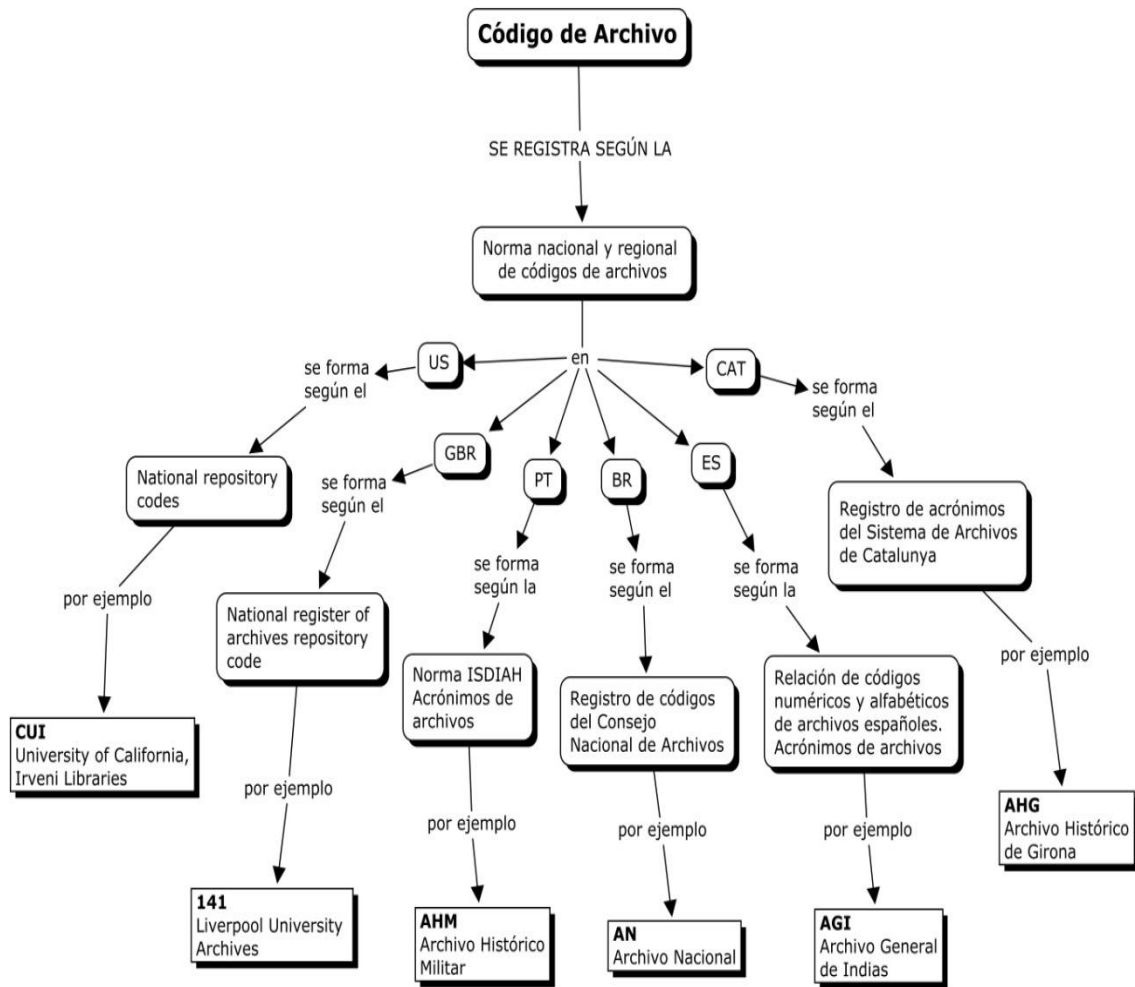 Código de Archivo
SE REGISTRA SEGÚN LA
Norma nacional y regional
de códigos de archivos
en
US
se forma
según el
National repository
codes
por ejemplo
CUI
University of California,
Irveni Libraries
GBR
se forma
según el
National register of
archives repository
code
por ejemplo
141
Liverpool University
Archives
PT
se forma
según la
Norma ISDIAH
Acrónimos de
archivos
por ejemplo
AHM
Archivo Histórico
Militar
BR
se forma
según el
Registro de códigos
del Consejo
Nacional de Archivos
por ejemplo
AN
Archivo Nacional
ES
se forma
según la
Relación de códigos
numéricos y alfabéticos
de archivos españoles.
Acrónimos de archivos
por ejemplo
AGI
Archivo General
de Indias
CAT
se forma
según el
Registro de acrónimos
del Sistema de Archivos
de Catalunya
por ejemplo
AHG
Archivo Histórico
de Girona